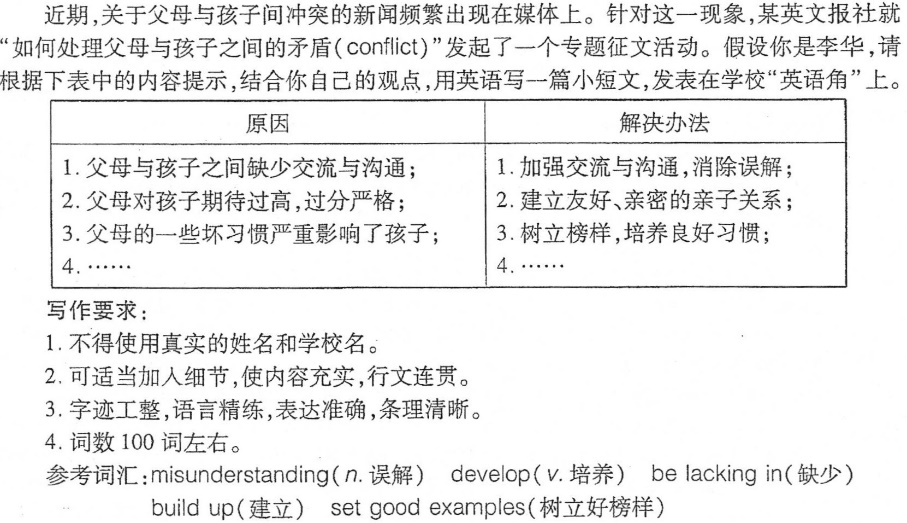 近期,关于父母与孩子间冲突的新闻频繁出现在媒体上。针对这一现象,某英文报社就
“如何处理父母与孩子之间的矛盾(conflict)”发起了一个专题征文活动。假设你是李华,请
根据下表中的内容提示,结合你自己的观点,用英语写一篇小短文,发表在学校“英语角”上。
原因 解决办法
1. 父母与孩子之间缺少交流与沟通; 1. 加强交流与沟通,消除误解;
2. 父母对孩子期待过高,过分严格; 2. 建立友好、亲密的亲子关系;
3. 父母的一些坏习惯严重影响了孩子; 3. 树立榜样,培养良好习惯;
4. …… 4. ……
写作要求:
1. 不得使用真实的姓名和学校名。
2. 可适当加入细节,使内容充实,行文连贯。
3. 字迹工整,语言精练,表达准确,条理清晰。
4. 词数 100 词左右。
参考词汇:misunderstanding(n. 误解) develop(v. 培养) be lacking in(缺少)
build up(建立) set good examples(树立好榜样)